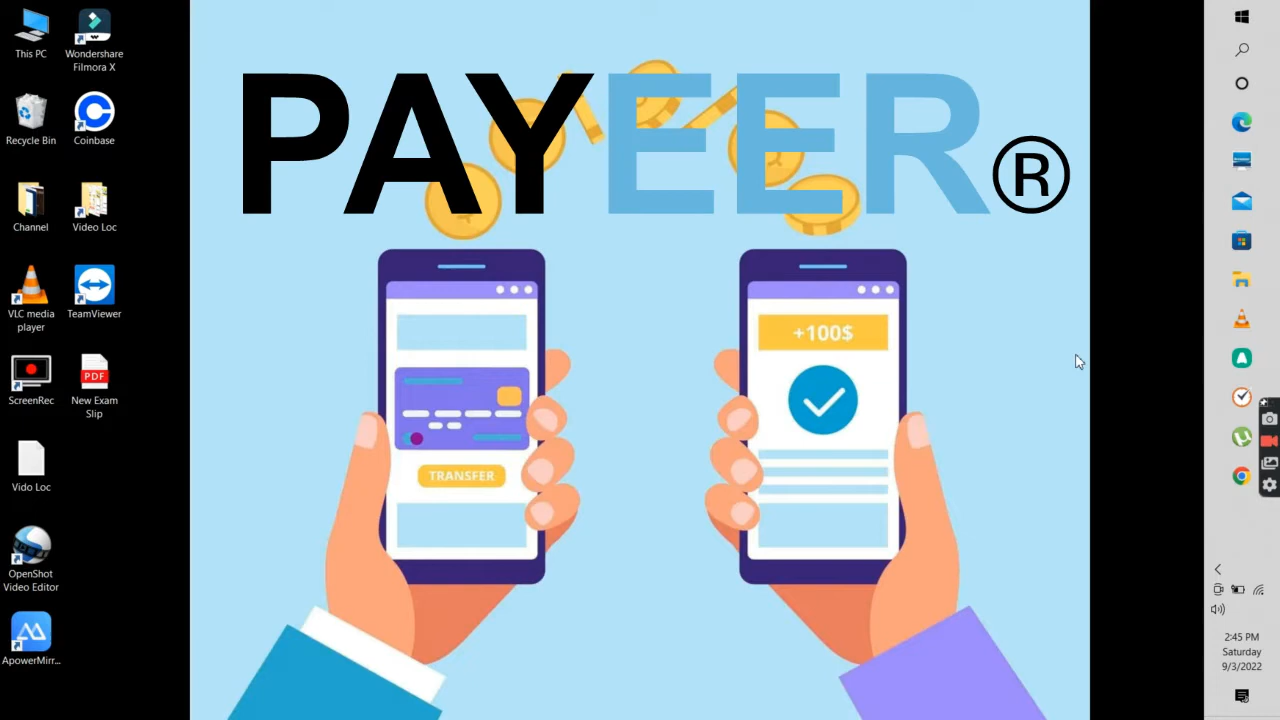 This PC
Wondershare
Filmora X
Recycle Bin
Coinbase
Channel
Video Loc
VLC media
player
TeamViewer
ScreenRec
PDF
New Exam
Slip
Vido Loc
OpenShot
Video Editor
ApowerMirr...
PAYEER®
TRANSFER
+100$
2:45 PM
Saturday
9/3/2022